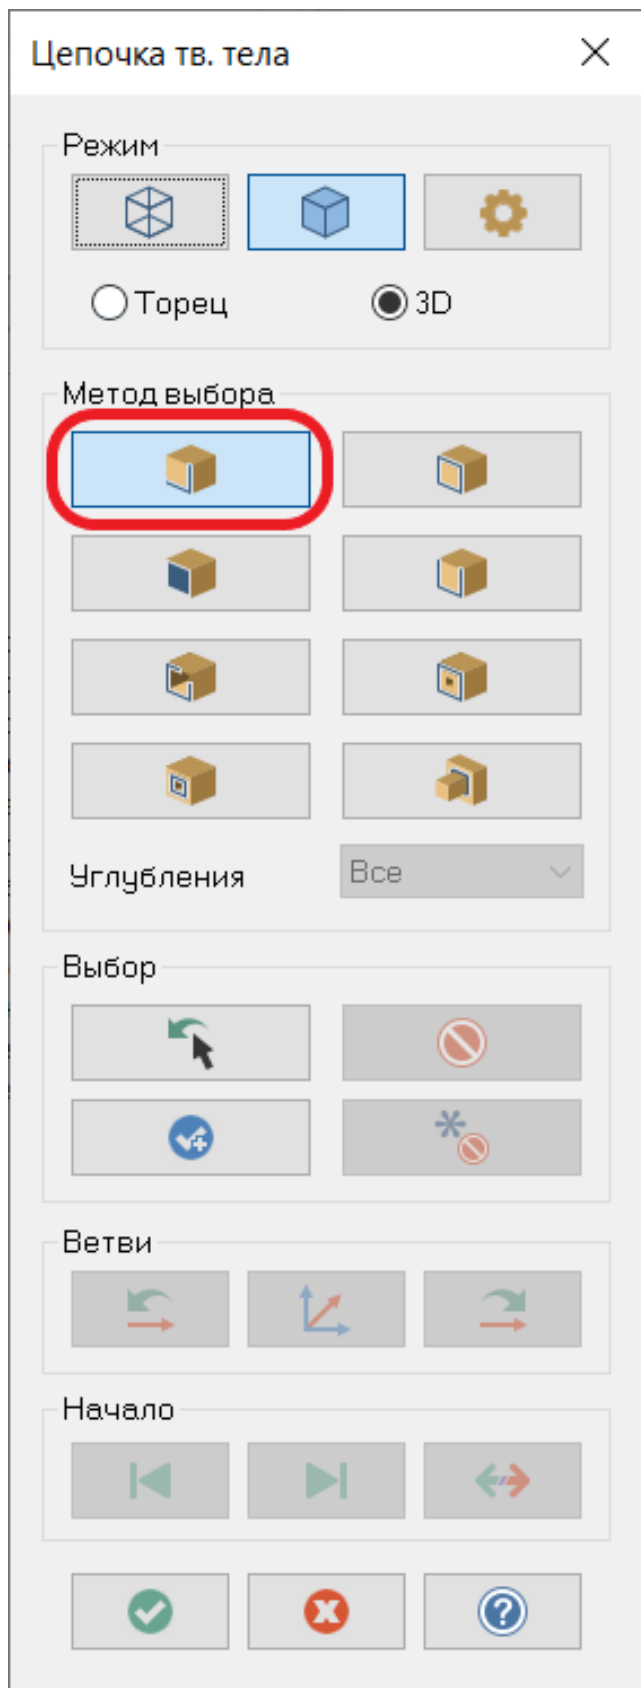 Цепочка тв. тела
Режим
Торец
3D
Метод выбора
Углубления
Все
Выбор
Ветви
Начало